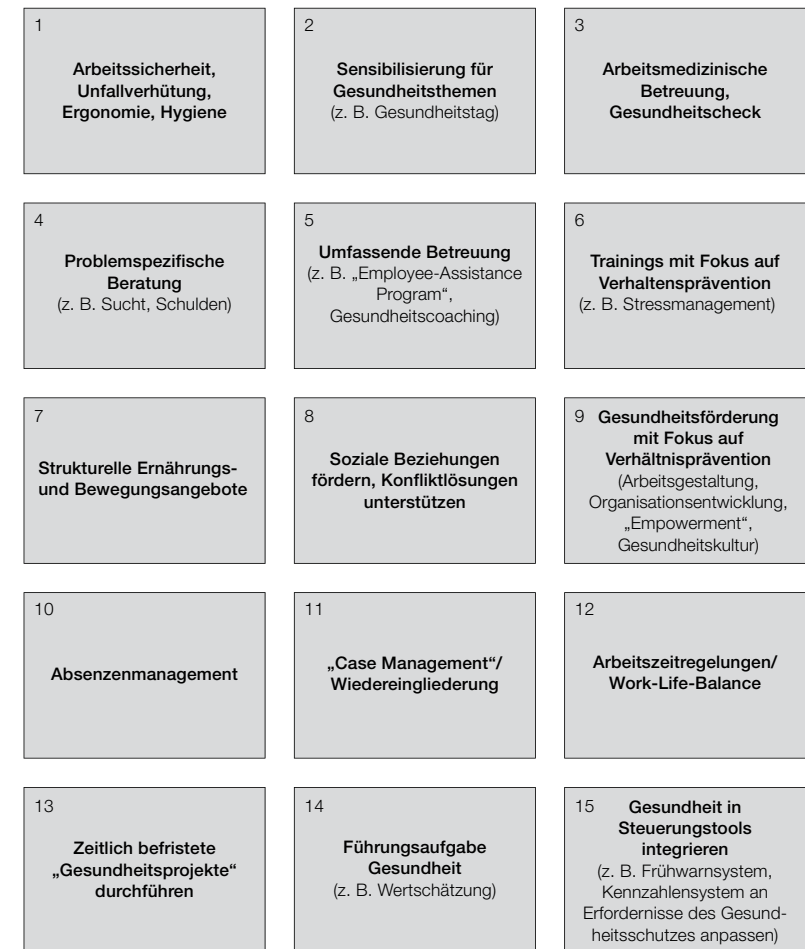 1
Arbeitssicherheit,
Unfallverhütung,
Ergonomie, Hygiene
2
Sensibilisierung für
Gesundheitsthemen
(z. B. Gesundheitstag)
3
Arbeitsmedizinische
Betreuung,
Gesundheitscheck
4
Problemspezifische
Beratung
(z. B. Sucht, Schulden)
5
Umfassende Betreuung
(z. B. „Employee-Assistance
Program“,
Gesundheitscoaching)
6
Trainings mit Fokus auf
Verhaltensprävention
(z. B. Stressmanagement)
7
Strukturelle Ernährungs-
und Bewegungsangebote
8
Soziale Beziehungen
fördern, Konfliktlösungen
unterstützen
9 Gesundheitsförderung
mit Fokus auf
Verhältnisprävention
(Arbeitsgestaltung,
Organisationsentwicklung,
„Empowerment“,
Gesundheitskultur)
10
Absenzenmanagement
11
„Case Management“/
Wiedereingliederung
12
Arbeitszeitregelungen/
Work-Life-Balance
13
Zeitlich befristete
„Gesundheitsprojekte“
durchführen
14
Führungsaufgabe
Gesundheit
(z. B. Wertschätzung)
15 Gesundheit in
Steuerungstools
integrieren
(z. B. Frühwarnsystem,
Kennzahlensystem an
Erfordernisse des Gesund-
heitsschutzes anpassen)